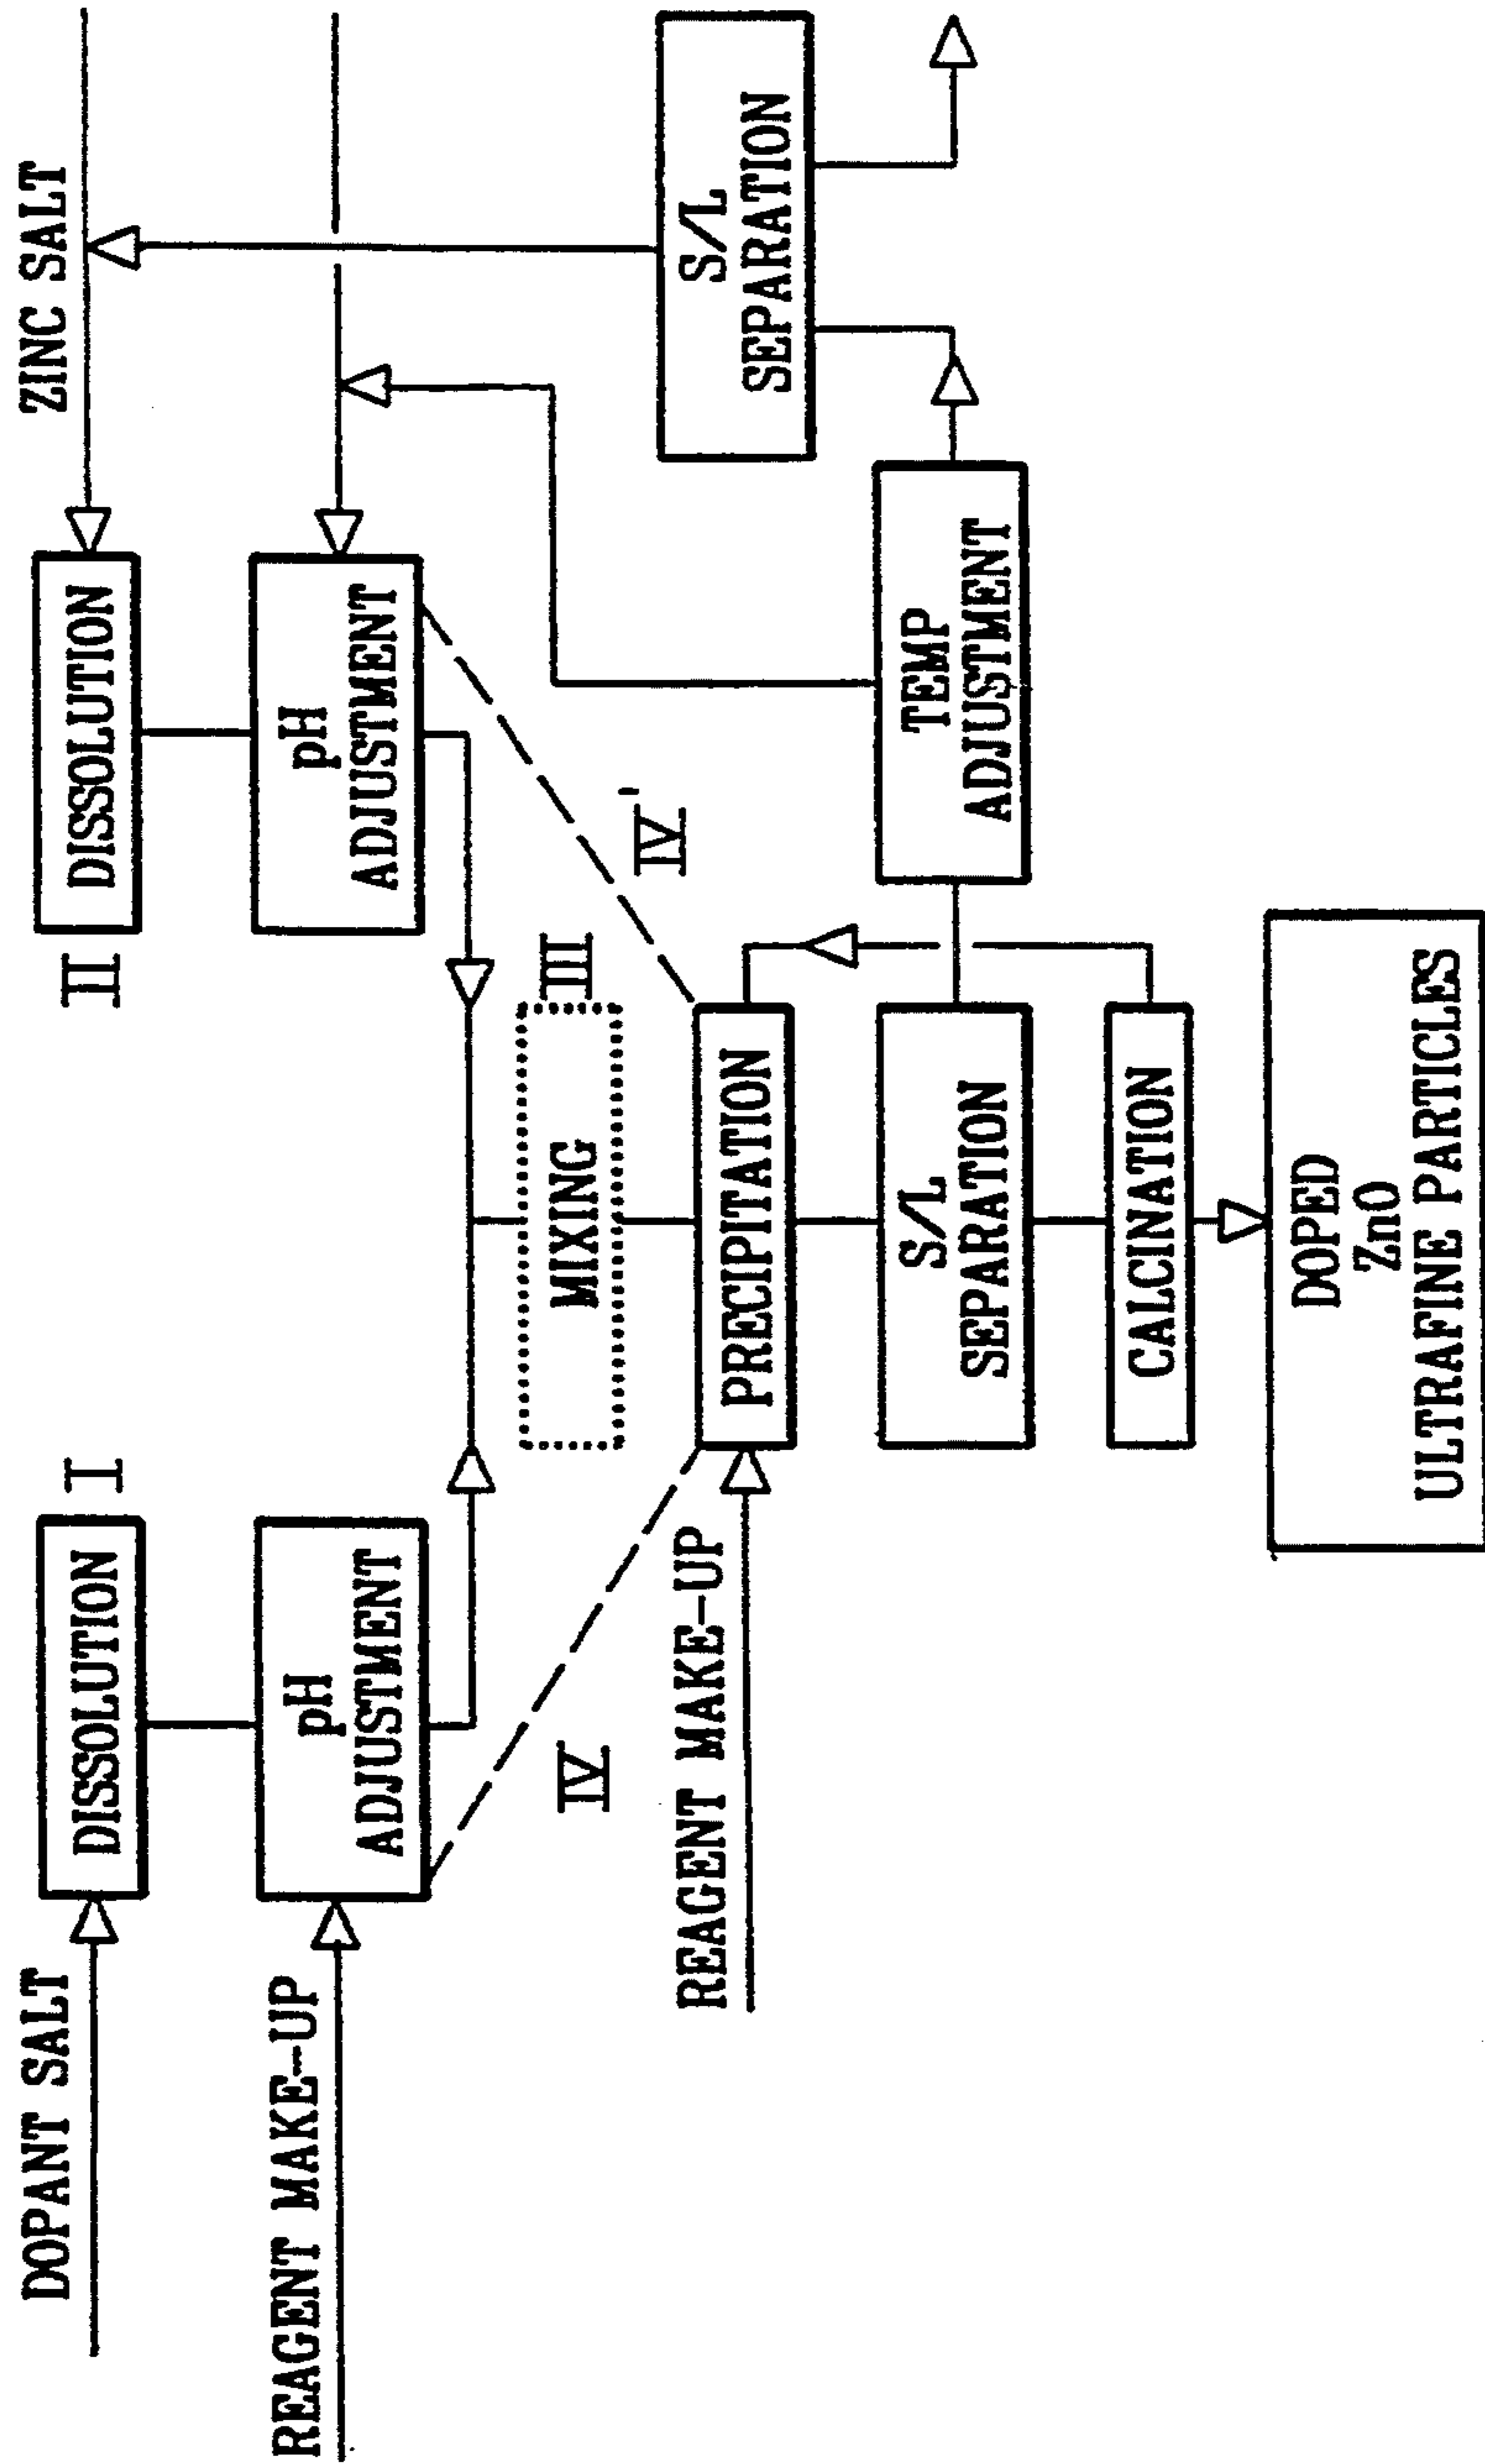 DOPANT SALT
ZINC SALT
DISSOLUTION
I
II
DISSOLUTION
REAGENT MAKE-UP
pH
ADJUSTMENT
pH
ADJUSTMENT
IV
MIXING
III
IV'
REAGENT MAKE-UP
PRECIPITATION
S/L
SEPARATION
S/L
SEPARATION
TEMP
ADJUSTMENT
CALCINATION
DOPED
ZnO
ULTRAFINE PARTICLES